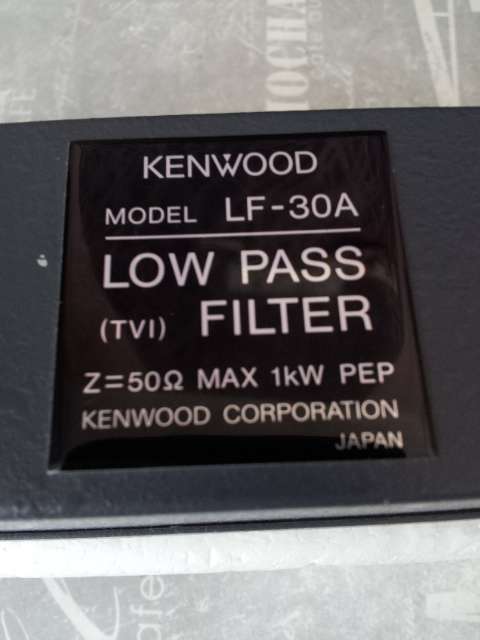 KENWOOD
MODEL LF-30A
LOW PASS
(TVI) FILTER
Z=50Ω MAX 1kW PEP
KENWOOD CORPORATION
JAPAN